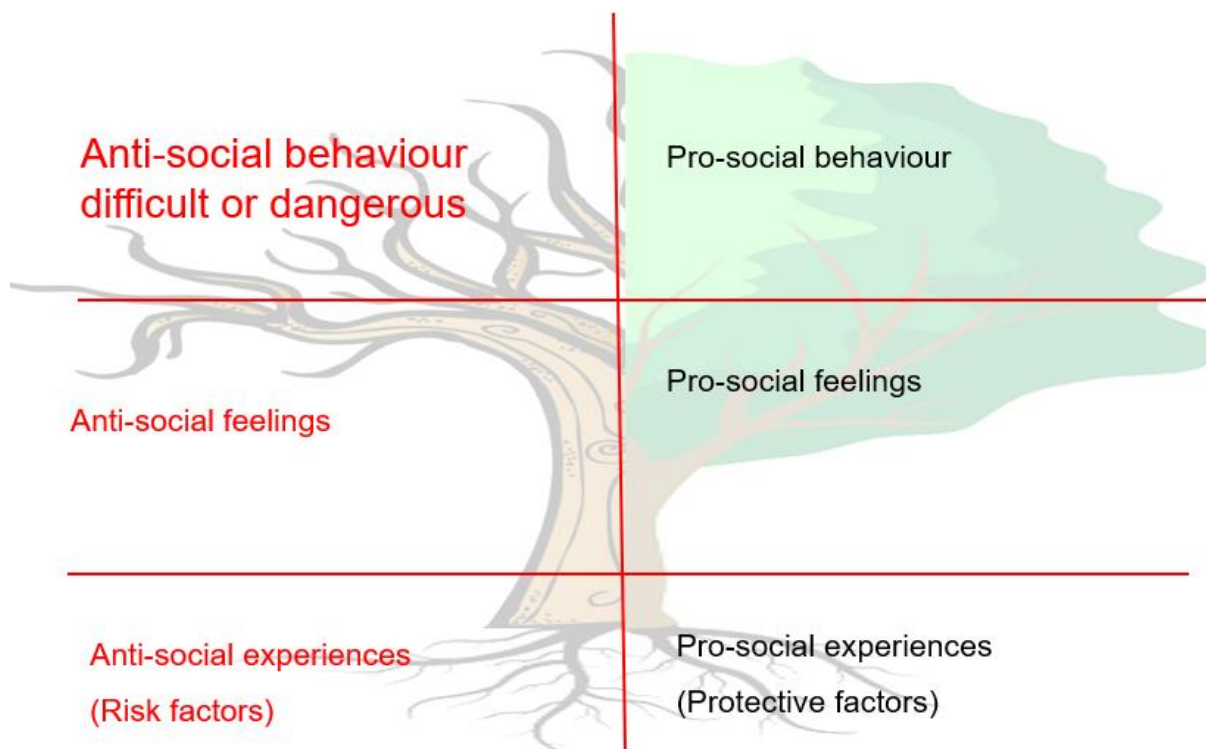 Anti-social behaviour
difficult or dangerous
Pro-social behaviour
Anti-social feelings
Pro-social feelings
Anti-social experiences
(Risk factors)
Pro-social experiences
(Protective factors)